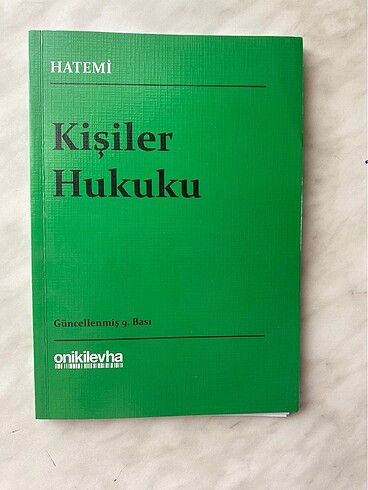 HATEMİ
Kişiler
Hukuku
Güncellenmiş 9. Bası
onikilevha